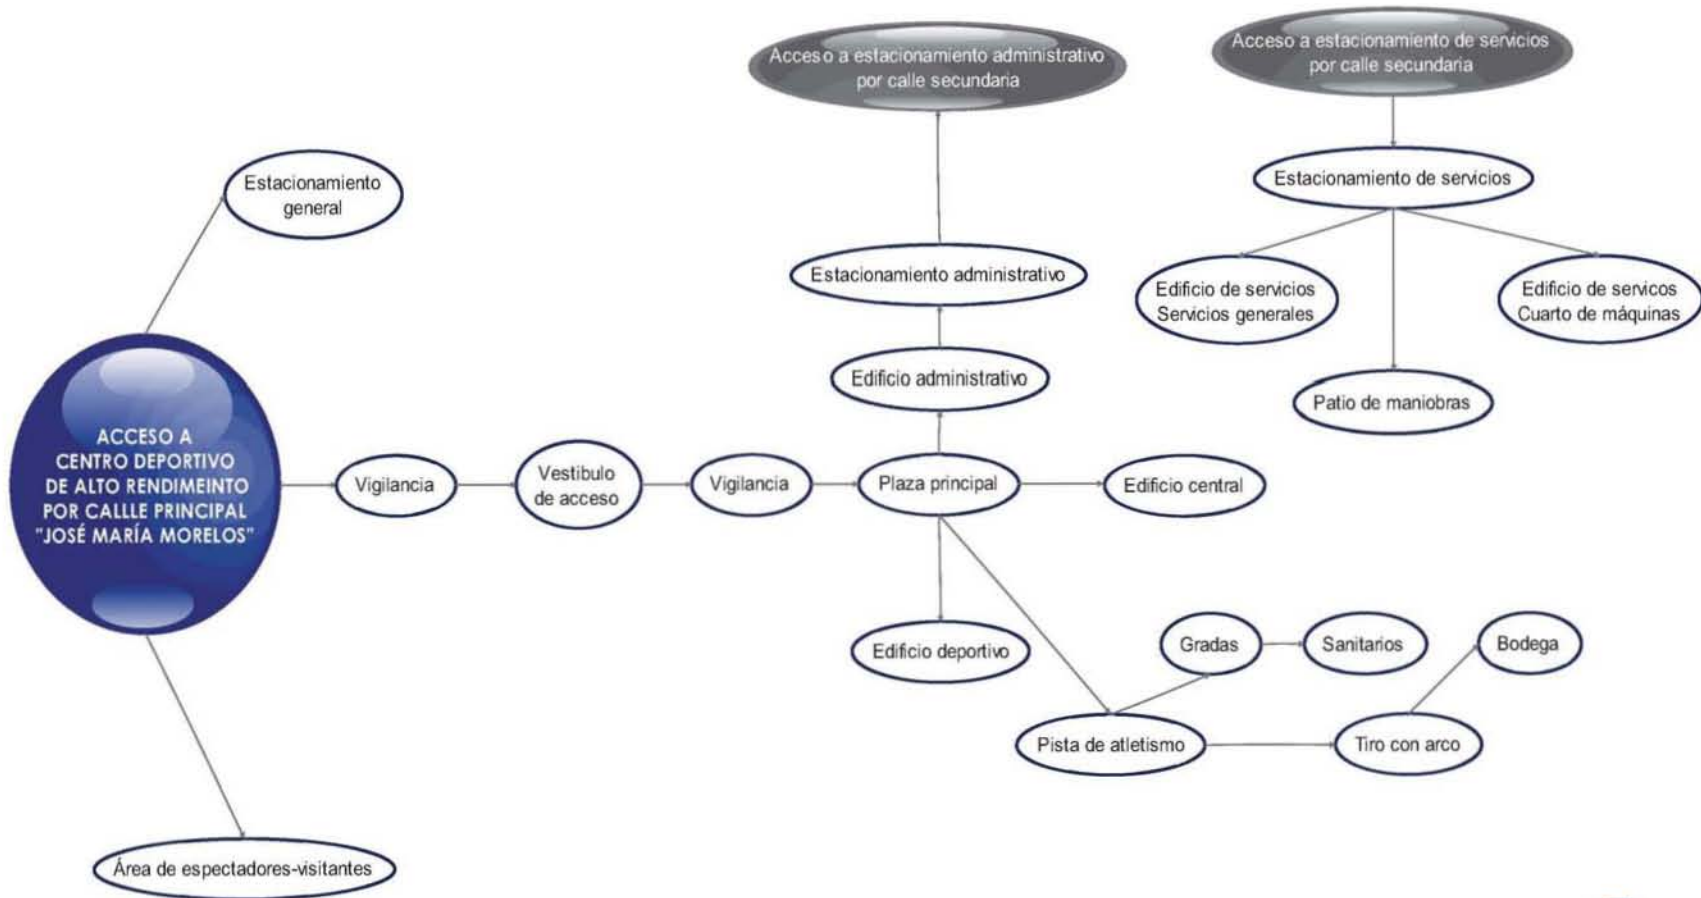 Acceso a estacionamiento administrativo
por calle secundaria
Acceso a estacionamiento de servicios
por calle secundaria
Estacionamiento
general
Estacionamiento de servicios
Estacionamiento administrativo
Edificio de servicios
Servicios generales
Edificio de servicos
Cuarto de máquinas
Edificio administrativo
Patio de maniobras
ACCESO A
CENTRO DEPORTIVO
DE ALTO RENDIMEINTO
POR CALLLE PRINCIPAL
"JOSÉ MARÍA MORELOS"
Vigilancia
Vestibulo
de acceso
Vigilancia
Plaza principal
Edificio central
Edificio deportivo
Gradas
Sanitarios
Bodega
Pista de atletismo
Tiro con arco
Área de espectadores-visitantes